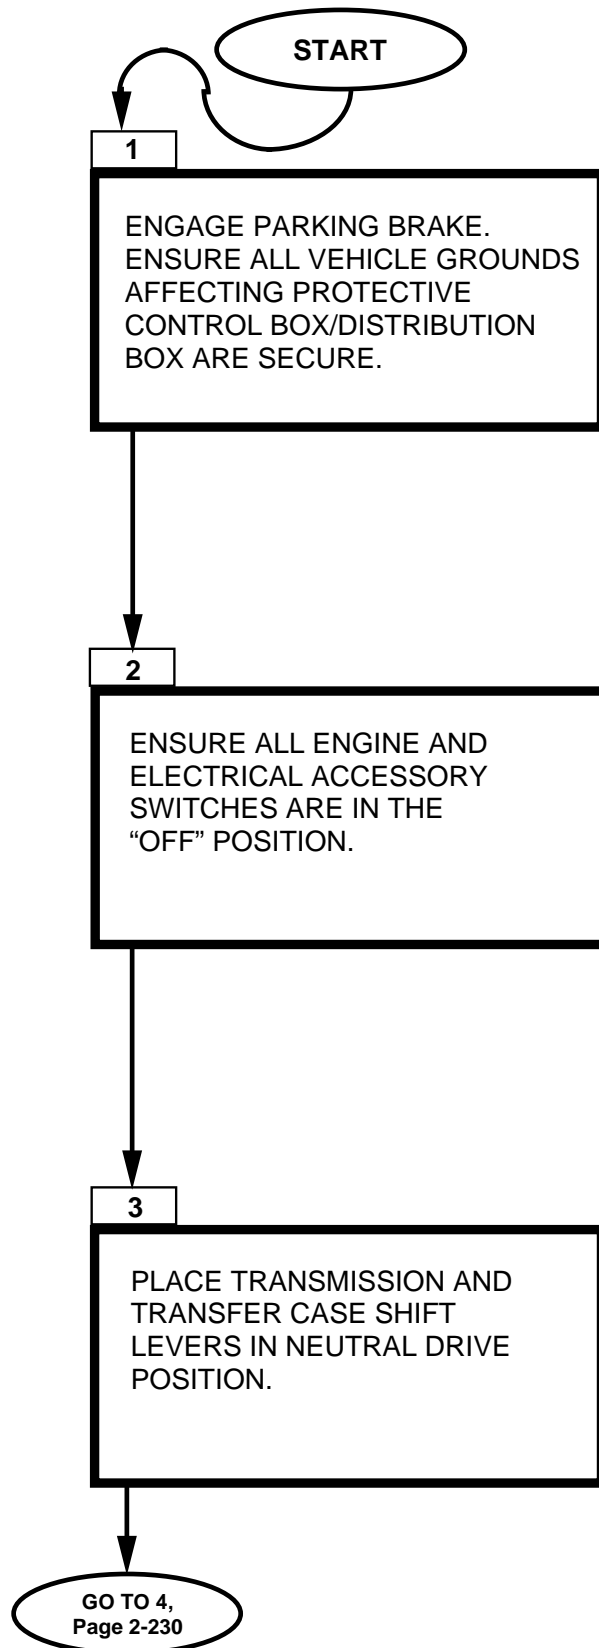 START
1
ENGAGE PARKING BRAKE.
ENSURE ALL VEHICLE GROUNDS
AFFECTING PROTECTIVE
CONTROL BOX/DISTRIBUTION
BOX ARE SECURE.
2
ENSURE ALL ENGINE AND
ELECTRICAL ACCESSORY
SWITCHES ARE IN THE
“OFF” POSITION.
3
PLACE TRANSMISSION AND
TRANSFER CASE SHIFT
LEVERS IN NEUTRAL DRIVE
POSITION.
GO TO 4,
Page 2-230